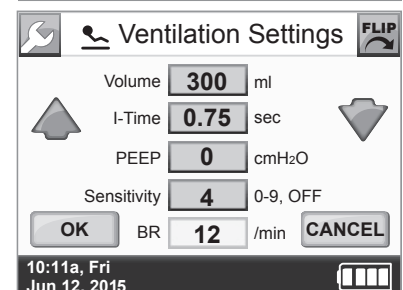 Ventilation Settings FLIP
Volume 300 ml
I-Time 0.75 sec
PEEP 0 cmH2O
Sensitivity 4 0-9, OFF
OK BR 12 /min CANCEL
10:11a, Fri
Jun 12, 2015